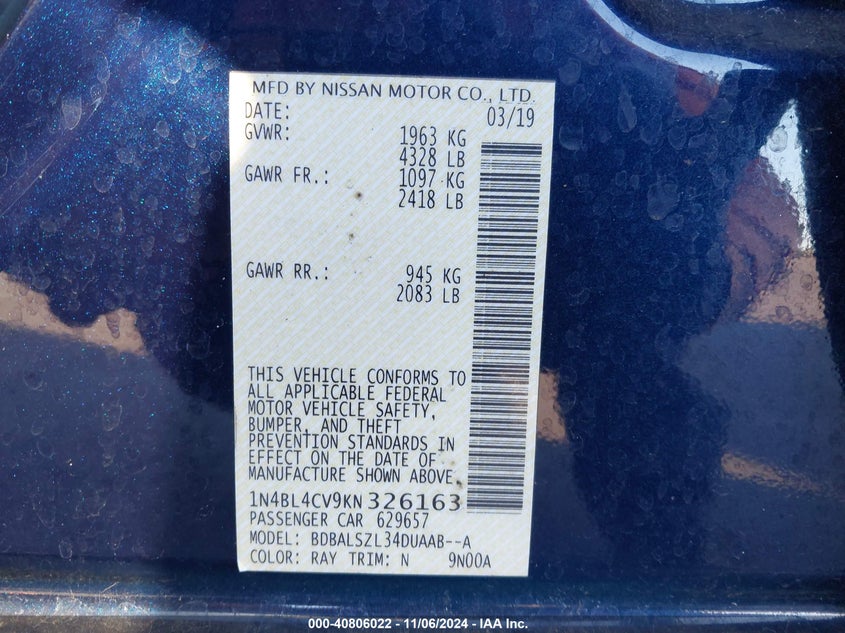 MFD BY NISSAN MOTOR CO., LTD.
DATE: 03/19
GVWR: 1963 KG
4328 LB
GAWR FR.: 1097 KG
2418 LB
GAWR RR.: 945 KG
2083 LB
THIS VEHICLE CONFORMS TO
ALL APPLICABLE FEDERAL
MOTOR VEHICLE SAFETY,
BUMPER, AND THEFT
PREVENTION STANDARDS IN
EFFECT ON THE DATE OF
MANUFACTURE SHOWN ABOVE.
1N4BL4CV9KN326163
PASSENGER CAR 629657
MODEL: BDBALSZL34DUAAB--A
COLOR: RAY TRIM: N 9N00A
000-40806022 - 11/06/2024 - IAA Inc.